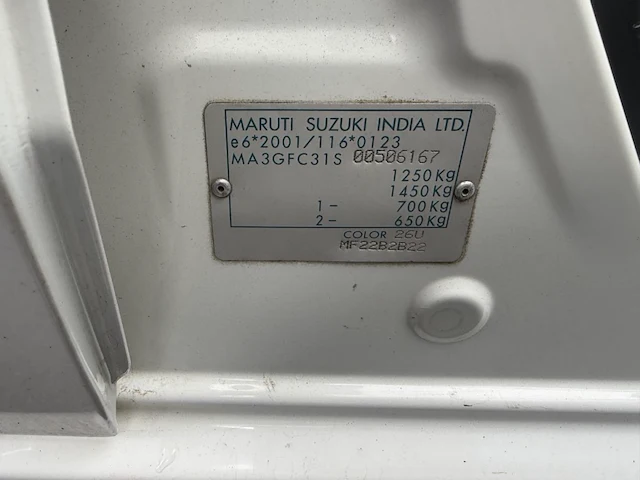 MARUTI SUZUKI INDIA LTD.
e6*2001/116*0123
MA3GFC31S 00506167
1250Kg
1450Kg
1- 700Kg
2- 650Kg
COLOR 26U
MF22B2B22